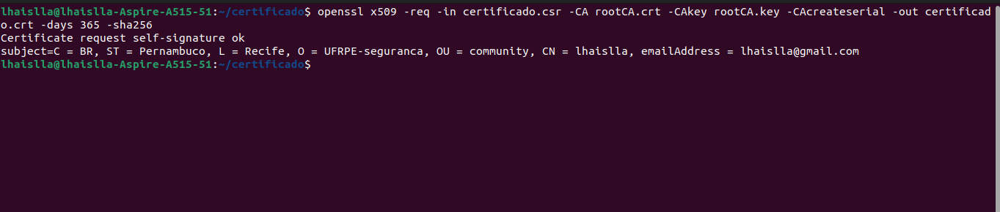 lhaislla@lhaislla-Aspire-A515-51:~/certificado$ openssl x509 -req -in certificado.csr -CA rootCA.crt -CAkey rootCA.key -CAcreateserial -out certificad
o.crt -days 365 -sha256
Certificate request self-signature ok
subject=C = BR, ST = Pernambuco, L = Recife, O = UFRPE-seguranca, OU = community, CN = lhaislla, emailAddress = lhaislla@gmail.com
lhaislla@lhaislla-Aspire-A515-51:~/certificado$